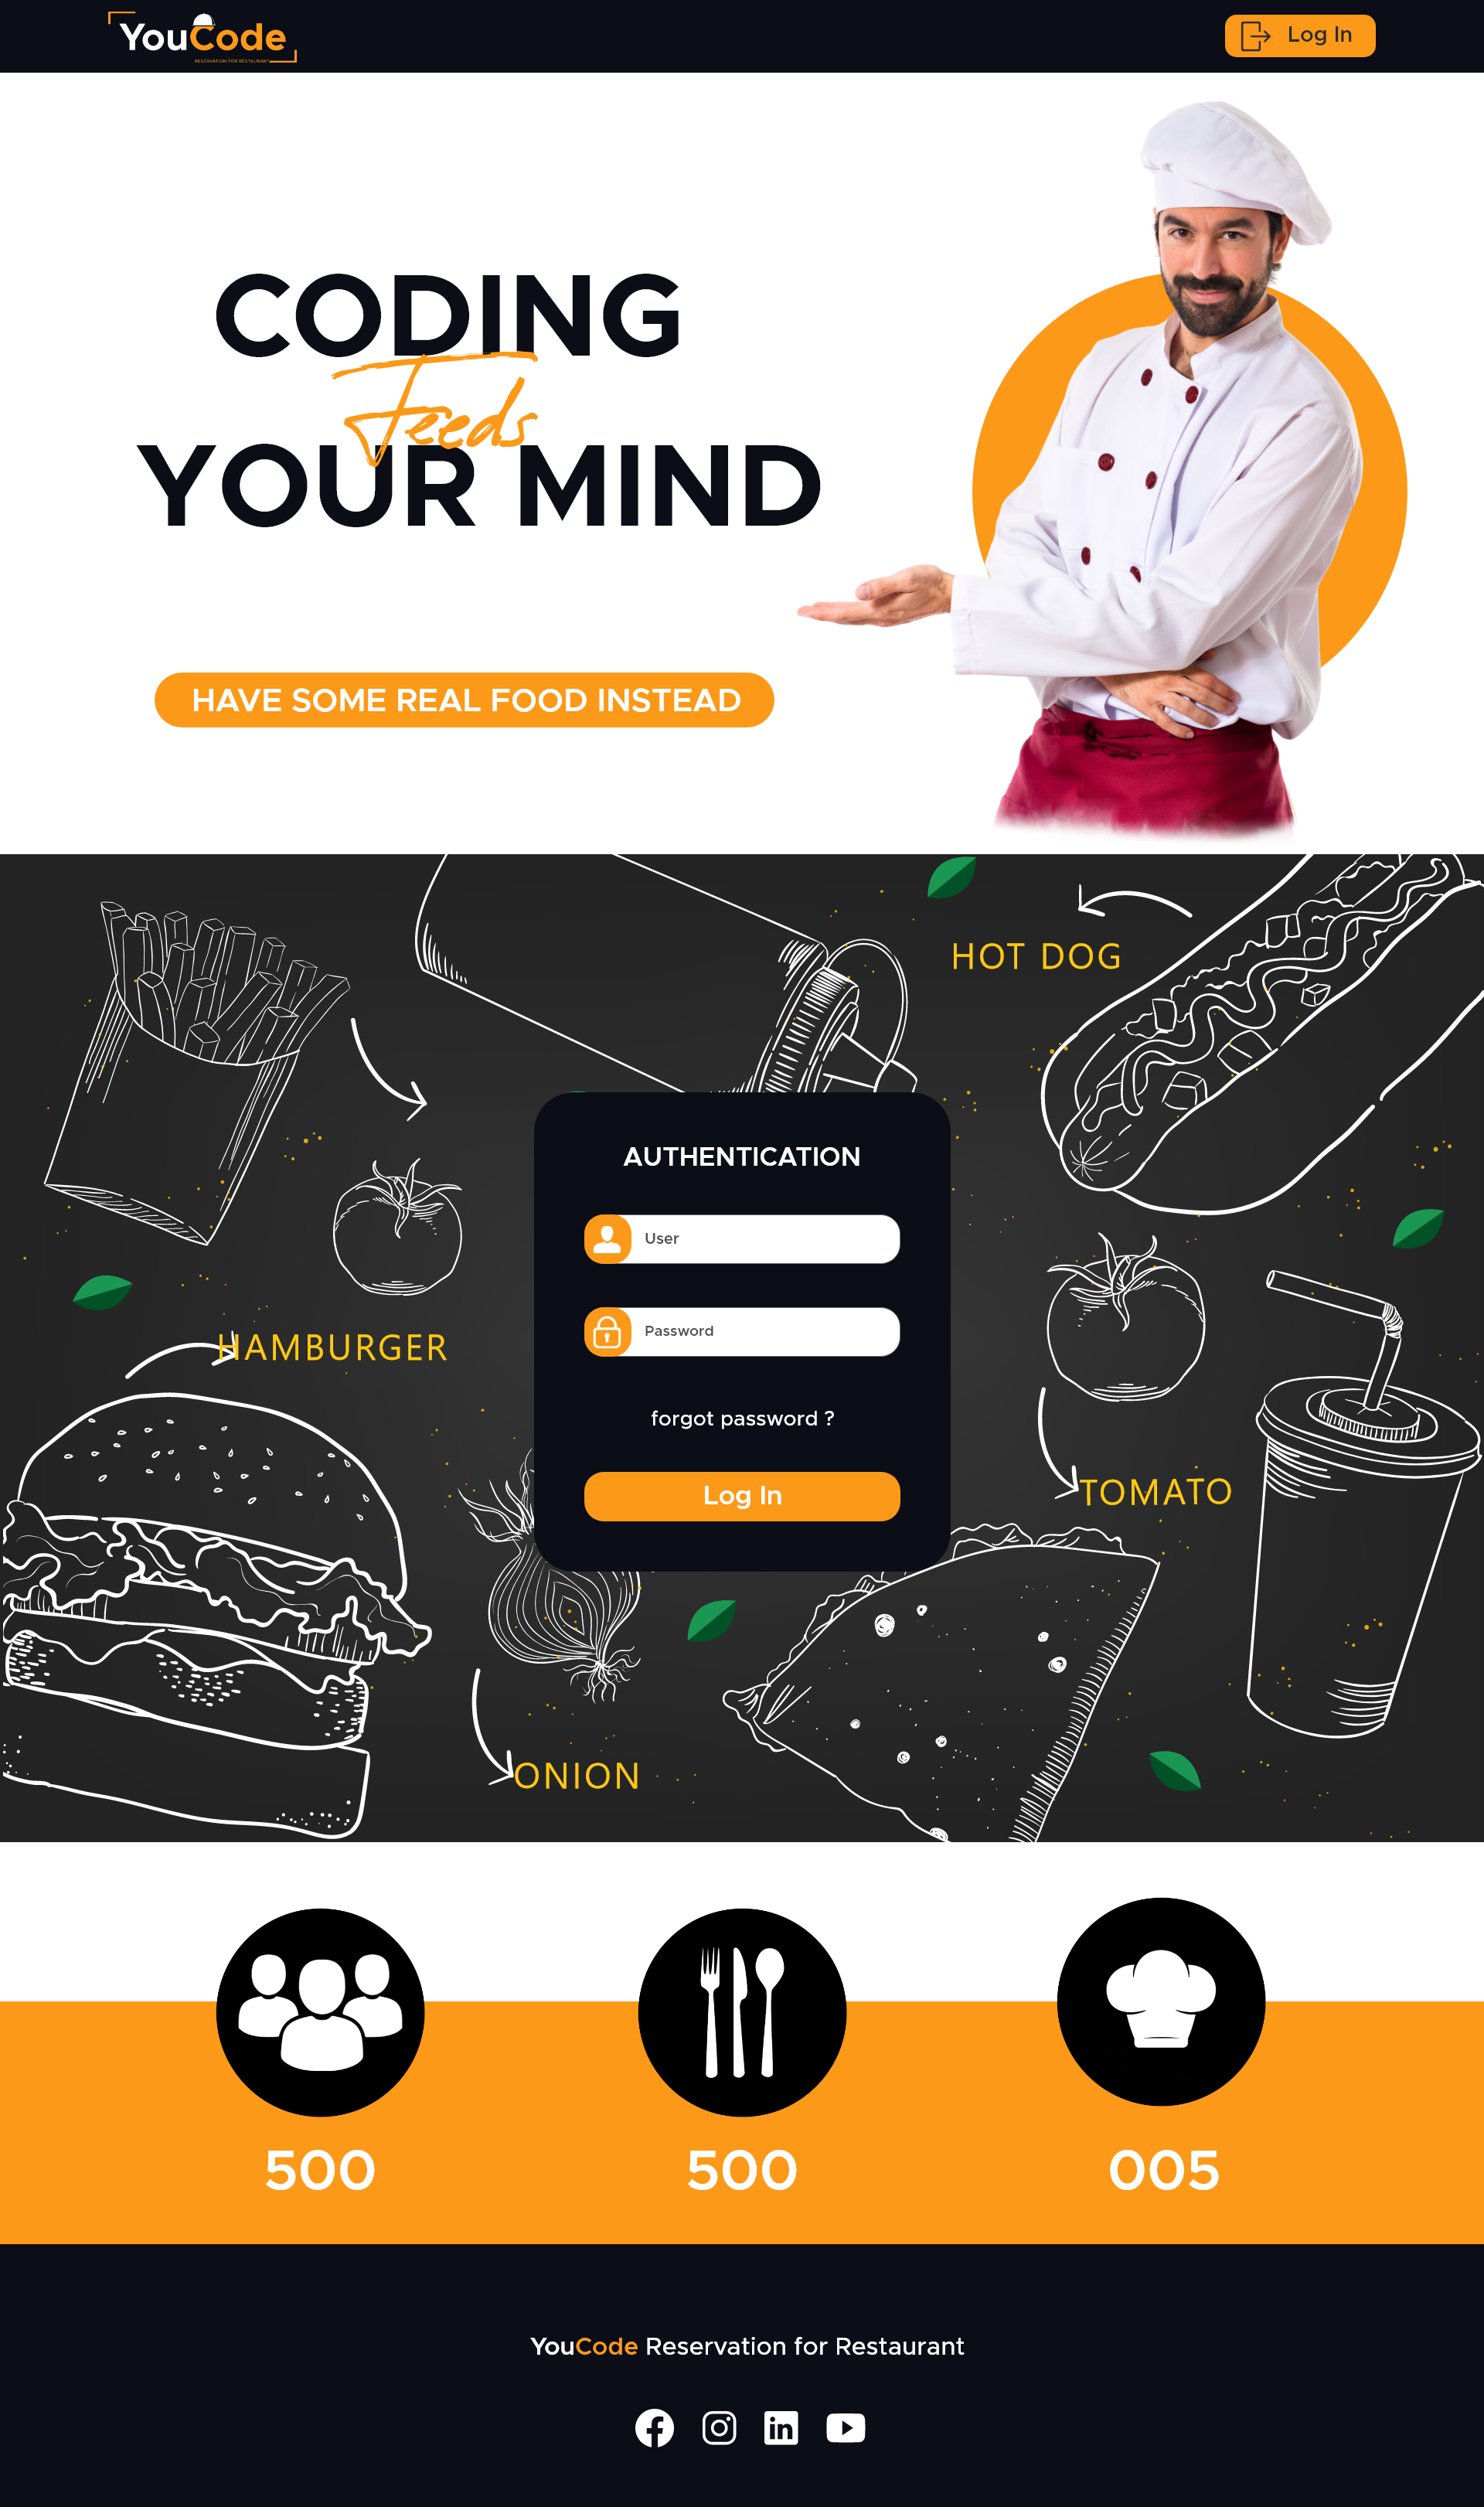 YouCode
RESERVATION FOR RESTAURANT
Log In
CODING
Feeds
YOUR MIND
HAVE SOME REAL FOOD INSTEAD
HOT DOG
AUTHENTICATION
User
Password
HAMBURGER
forgot password ?
TOMATO
Log In
ONION
500
500
005
YouCode Reservation for Restaurant